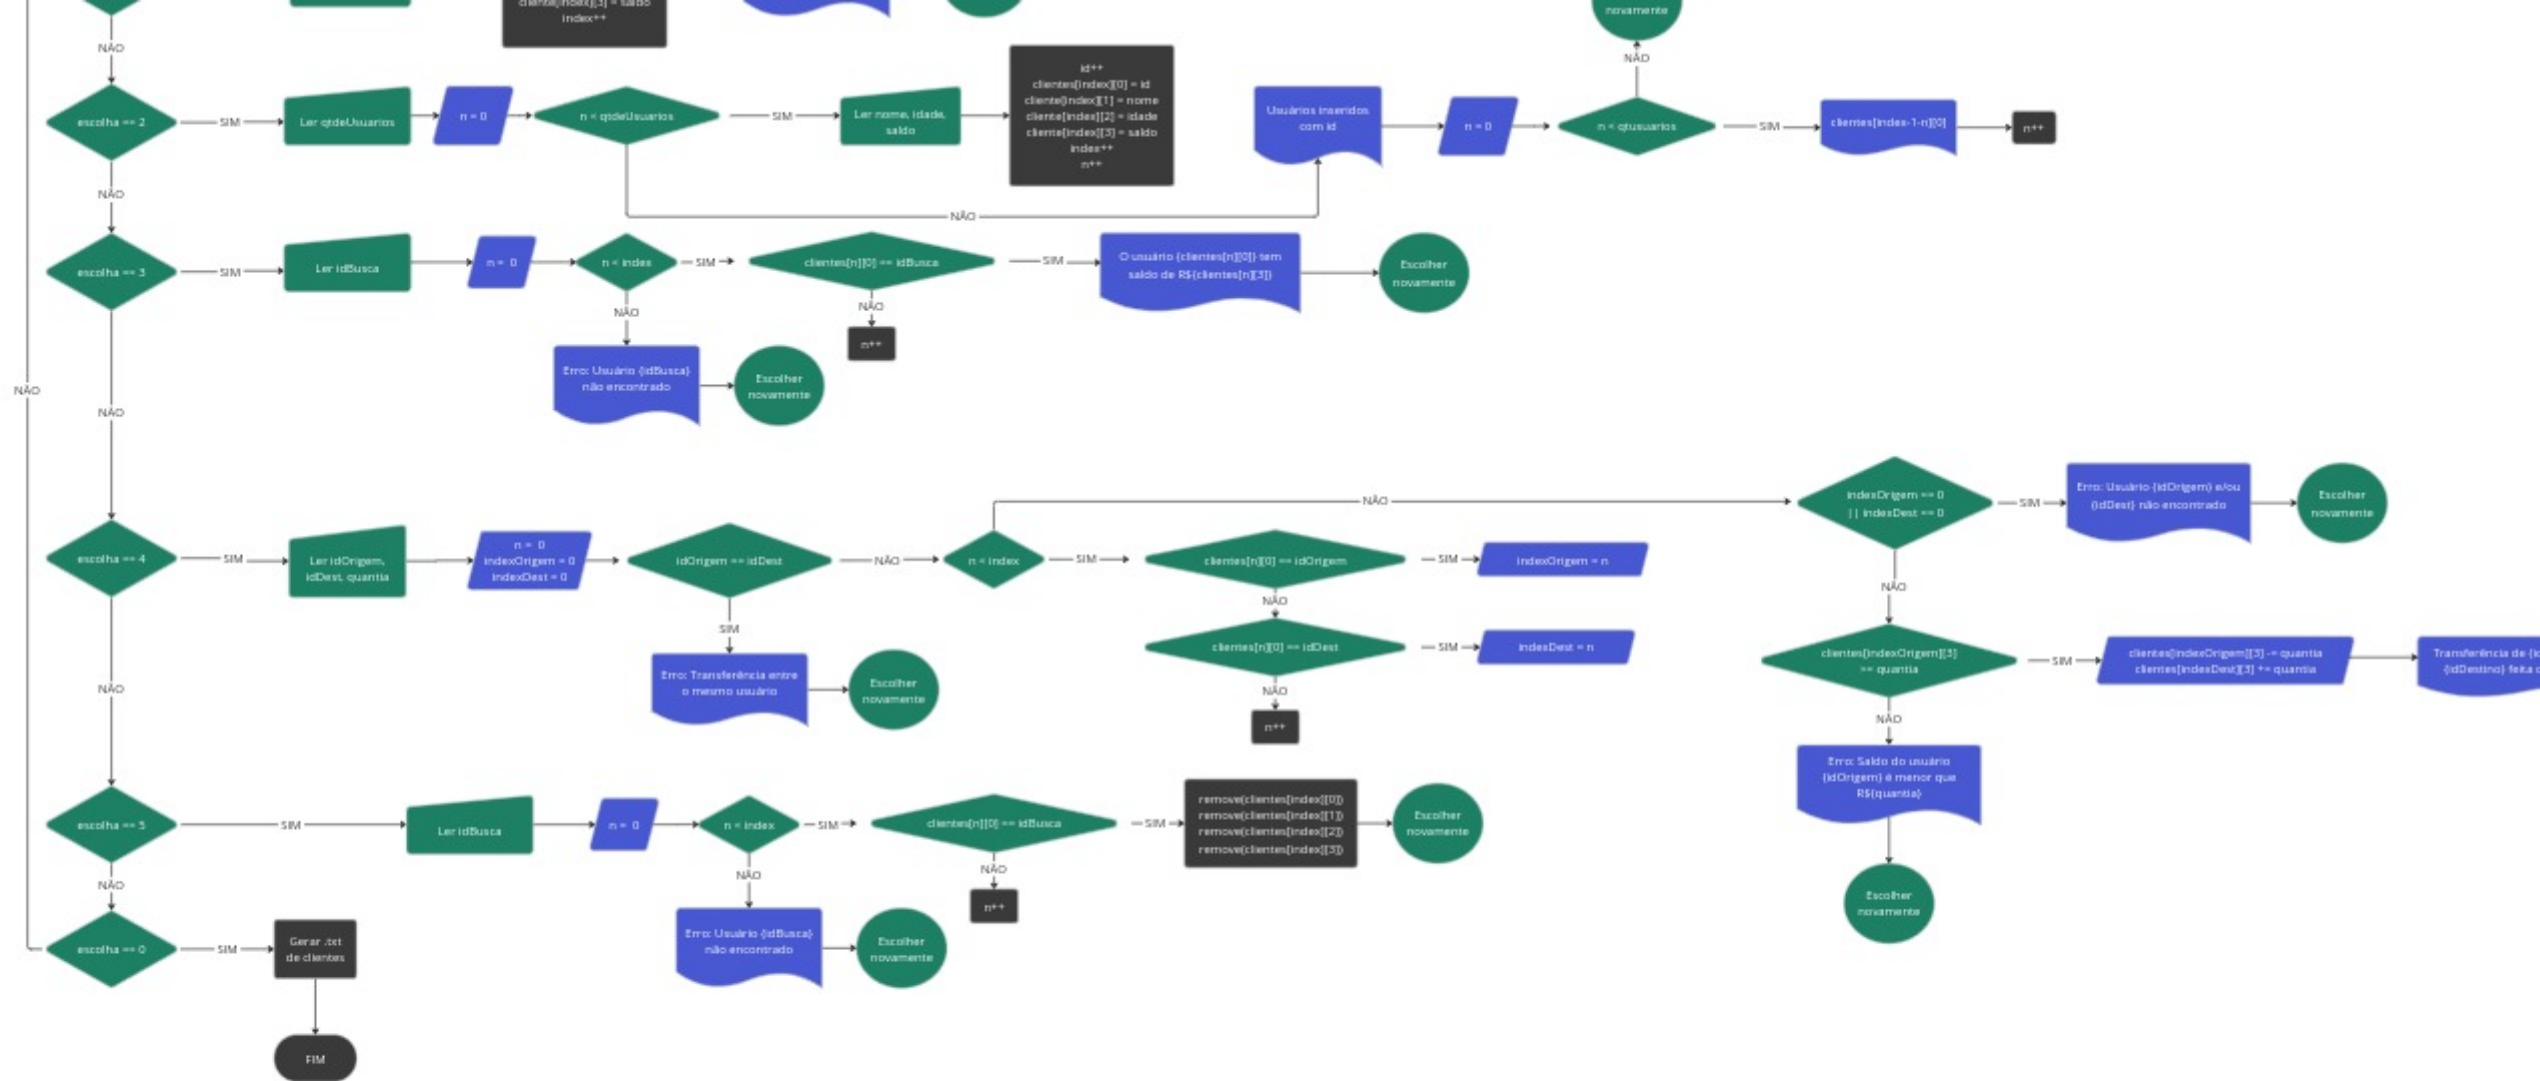 cliente[index][3] = saldo
index++
novamente
NÃO
NÃO
id++
clientes[index][0] = id
cliente[index][1] = nome
cliente[index][2] = idade
cliente[index][3] = saldo
index++
n++
escolha == 2
SIM
Ler qtdeUsuarios
n = 0
n < qtdeUsuarios
SIM
Ler nome, idade,
saldo
Usuários inseridos
com id
n = 0
n < qtusuarios
SIM
clientes[index-1-n][0]
n++
NÃO
NÃO
escolha == 3
SIM
Ler idBusca
n = 0
n < index
SIM
clientes[n][0] == idBusca
SIM
O usuário {clientes[n][0]} tem
saldo de R${clientes[n][3]}
Escolher
novamente
NÃO
NÃO
n++
Erro: Usuário {idBusca}
não encontrado
Escolher
novamente
NÃO
NÃO
NÃO
indexOrigem == 0
|| indexDest == 0
SIM
Erro: Usuário {idOrigem} e/ou
{idDest} não encontrado
Escolher
novamente
escolha == 4
SIM
Ler idOrigem,
idDest, quantia
n = 0
indexOrigem = 0
indexDest = 0
idOrigem == idDest
NÃO
n < index
SIM
clientes[n][0] == idOrigem
SIM
indexOrigem = n
NÃO
NÃO
SIM
clientes[n][0] == idDest
SIM
indexDest = n
clientes[indexOrigem][3]
>= quantia
SIM
clientes[indexOrigem][3] -= quantia
clientes[indexDest][3] += quantia
Transferência de {i
{idDestino} feita
Erro: Transferência entre
o mesmo usuário
Escolher
novamente
NÃO
NÃO
n++
NÃO
Erro: Saldo do usuário
{idOrigem} é menor que
R${quantia}
Escolher
novamente
escolha == 5
SIM
Ler idBusca
n = 0
n < index
SIM
clientes[n][0] == idBusca
SIM
remove(clientes[index][0])
remove(clientes[index][1])
remove(clientes[index][2])
remove(clientes[index][3])
Escolher
novamente
NÃO
NÃO
NÃO
n++
Erro: Usuário {idBusca}
não encontrado
Escolher
novamente
escolha == 0
SIM
Gerar .txt
de clientes
FIM